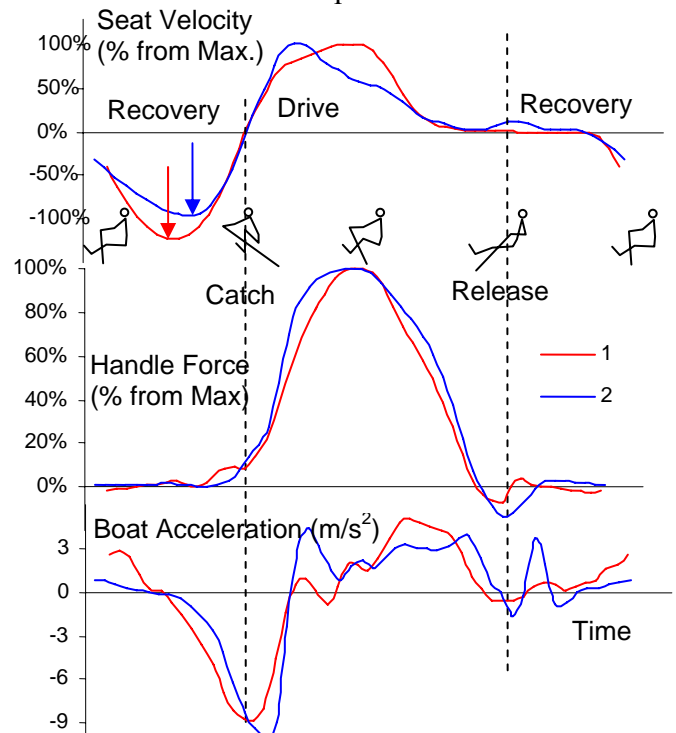 Seat Velocity
(% from Max.)
100%
50%
0%
-50%
-100%
Recovery
Drive
Recovery
Catch
Release
100%
80%
60%
40%
20%
0%
Handle Force
(% from Max)
1
2
Boat Acceleration (m/s²)
3
0
-3
-6
-9
Time